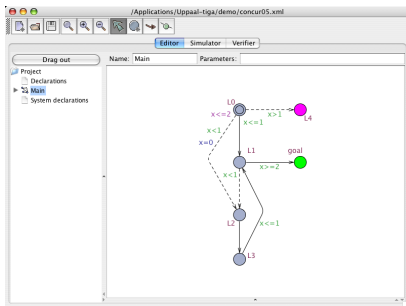 /Applications/Uppaal-tiga/demo/concur05.xml
Editor Simulator Verifier
Drag out
Name: Main Parameters:
Project
Declarations
Main
System declarations
L0
x<=2
x>1
L4
x<=1
x<1
x=0
L1
goal
x>=2
x<1
L2
x<=1
L3